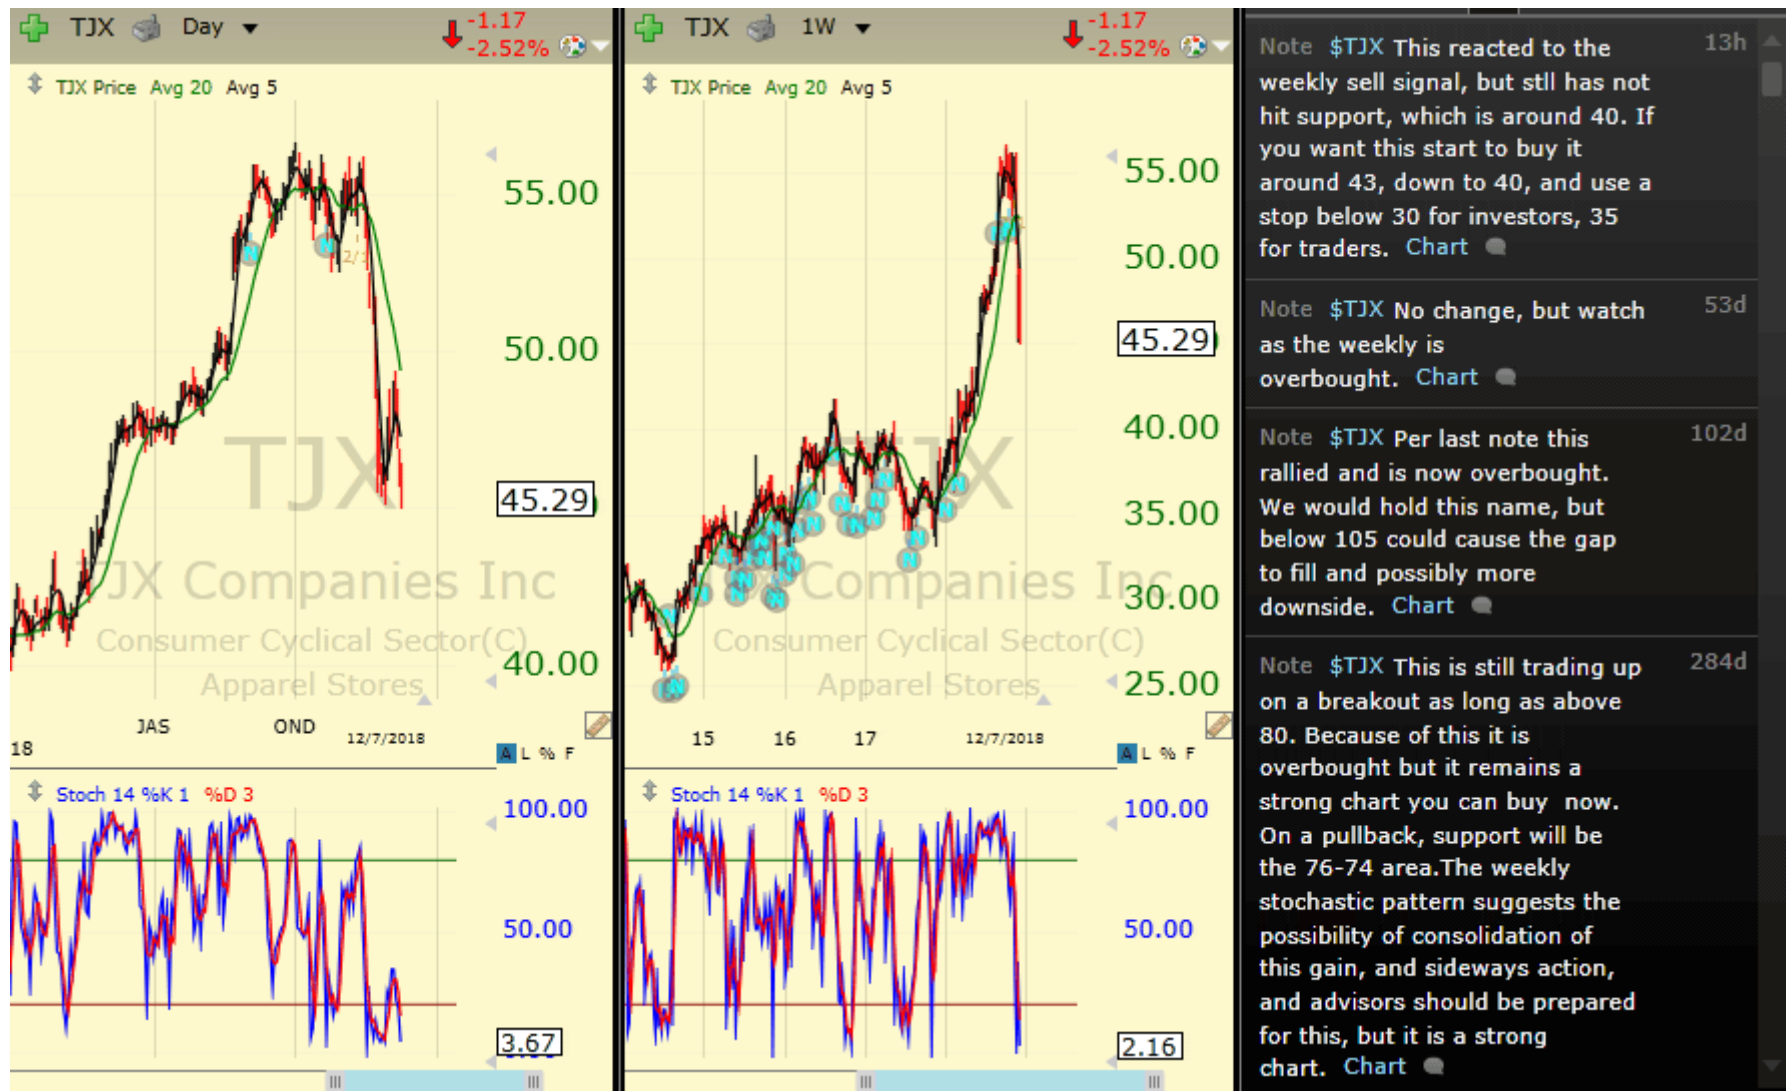 TJX Day -1.17
-2.52%
TJX Price Avg 20 Avg 5
55.00
50.00
45.29
40.00
TJX
TJX Companies Inc
Consumer Cyclical Sector(C)
Apparel Stores
JAS OND 12/7/2018
18
A L % F
Stoch 14 %K 1 %D 3
100.00
50.00
3.67
TJX 1W -1.17
-2.52%
TJX Price Avg 20 Avg 5
55.00
50.00
45.29
40.00
35.00
30.00
25.00
TJX
TJX Companies Inc
Consumer Cyclical Sector(C)
Apparel Stores
15 16 17 12/7/2018
A L % F
Stoch 14 %K 1 %D 3
100.00
50.00
2.16
Note $TJX This reacted to the 13h
weekly sell signal, but stll has not
hit support, which is around 40. If
you want this start to buy it
around 43, down to 40, and use a
stop below 30 for investors, 35
for traders. Chart
Note $TJX No change, but watch 53d
as the weekly is
overbought. Chart
Note $TJX Per last note this 102d
rallied and is now overbought.
We would hold this name, but
below 105 could cause the gap
to fill and possibly more
downside. Chart
Note $TJX This is still trading up 284d
on a breakout as long as above
80. Because of this it is
overbought but it remains a
strong chart you can buy  now.
On a pullback, support will be
the 76-74 area.The weekly
stochastic pattern suggests the
possibility of consolidation of
this gain, and sideways action,
and advisors should be prepared
for this, but it is a strong
chart. Chart